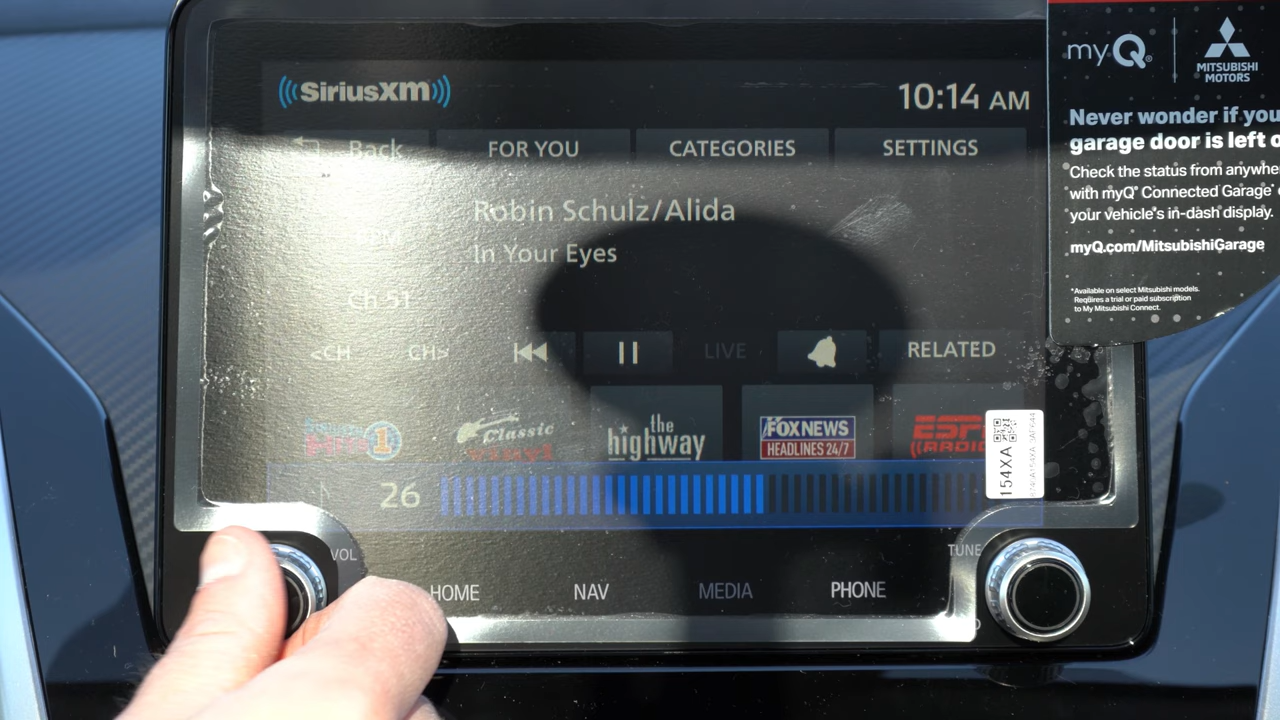 SiriusXM
10:14 AM
Back
FOR YOU
CATEGORIES
SETTINGS
Robin Schulz/Alida
In Your Eyes
Ch 51
<CH
CH>
LIVE
RELATED
Hits 1
Classic
vinyl
the
highway
FOX NEWS
HEADLINES 24/7
ESPN
RADIO
26
VOL
TUNE
HOME
NAV
MEDIA
PHONE
154XA
myQ
MITSUBISHI
MOTORS
Never wonder if you
garage door is left o
Check the status from anywhe
with myQ® Connected Garage
your vehicle's in-dash display.
myQ.com/MitsubishiGarage
*Available on select Mitsubishi models.
Requires a trial or paid subscription
to My Mitsubishi Connect.